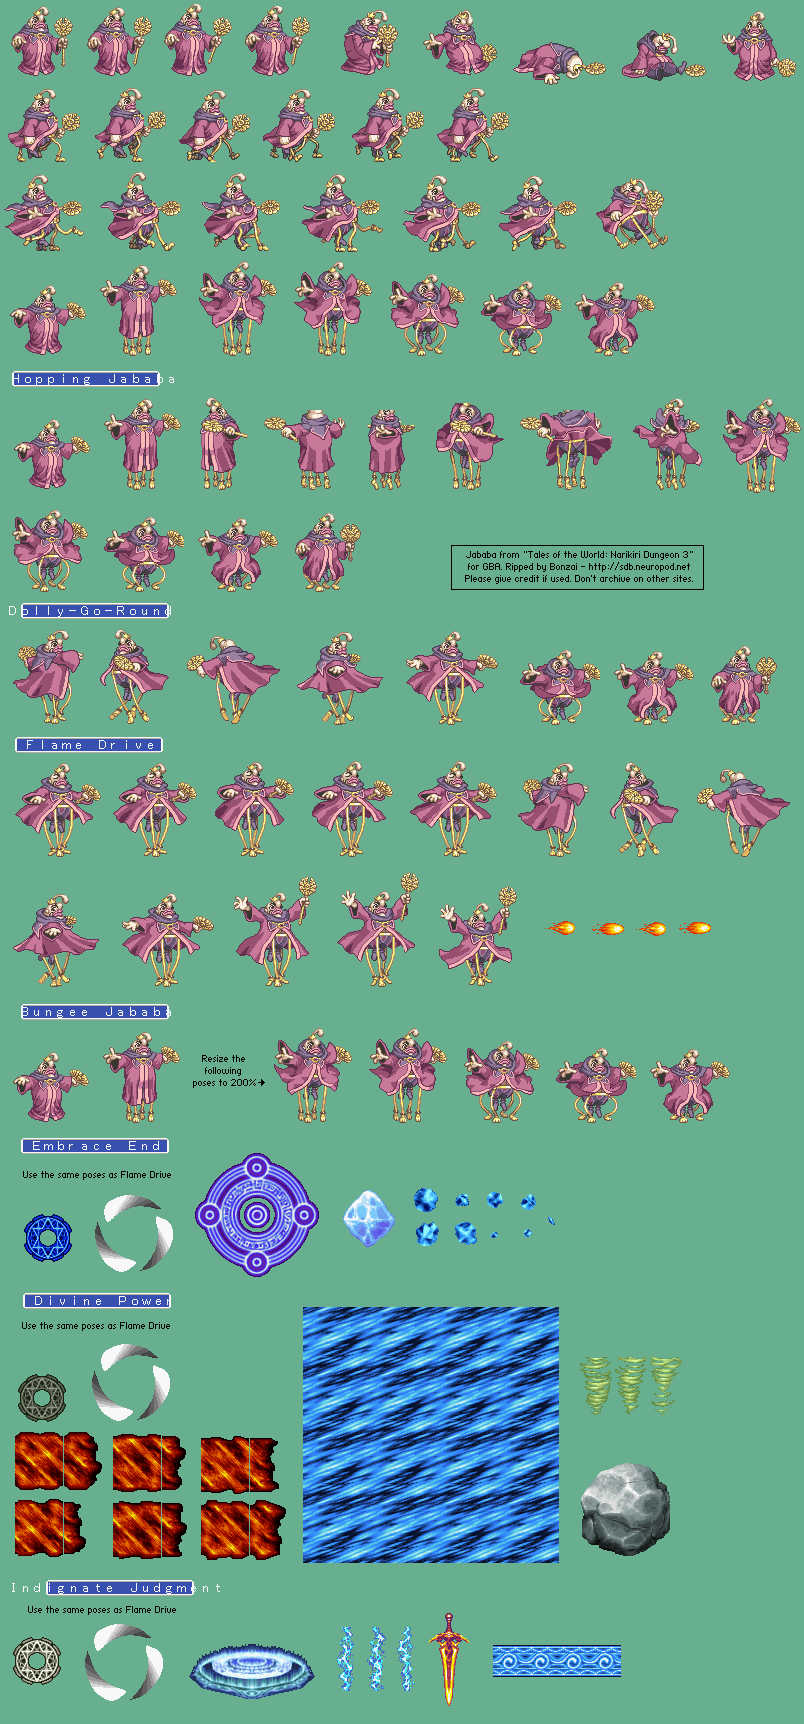 Hopping Jababa
Jababa from "Tales of the World: Narikiri Dungeon 3"
for GBA. Ripped by Bonzai - http://sdb.neuropod.net
Please give credit if used. Don't archive on other sites.
Dolly-Go-Round
Flame Drive
Bungee Jababa
Resize the
following
poses to 200%→
Embrace End
Use the same poses as Flame Drive
Divine Power
Use the same poses as Flame Drive
Indignate Judgment
Use the same poses as Flame Drive